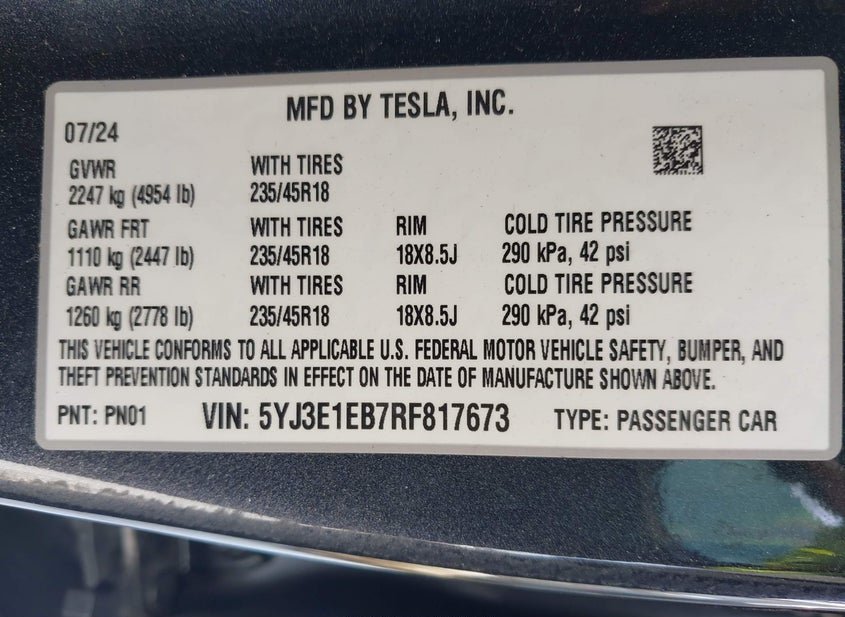 MFD BY TESLA, INC.
07/24
GVWR WITH TIRES
2247 kg (4954 lb) 235/45R18
GAWR FRT WITH TIRES RIM COLD TIRE PRESSURE
1110 kg (2447 lb) 235/45R18 18X8.5J 290 kPa, 42 psi
GAWR RR WITH TIRES RIM COLD TIRE PRESSURE
1260 kg (2778 lb) 235/45R18 18X8.5J 290 kPa, 42 psi
THIS VEHICLE CONFORMS TO ALL APPLICABLE U.S. FEDERAL MOTOR VEHICLE SAFETY, BUMPER, AND
THEFT PREVENTION STANDARDS IN EFFECT ON THE DATE OF MANUFACTURE SHOWN ABOVE.
PNT: PN01 VIN: 5YJ3E1EB7RF817673 TYPE: PASSENGER CAR